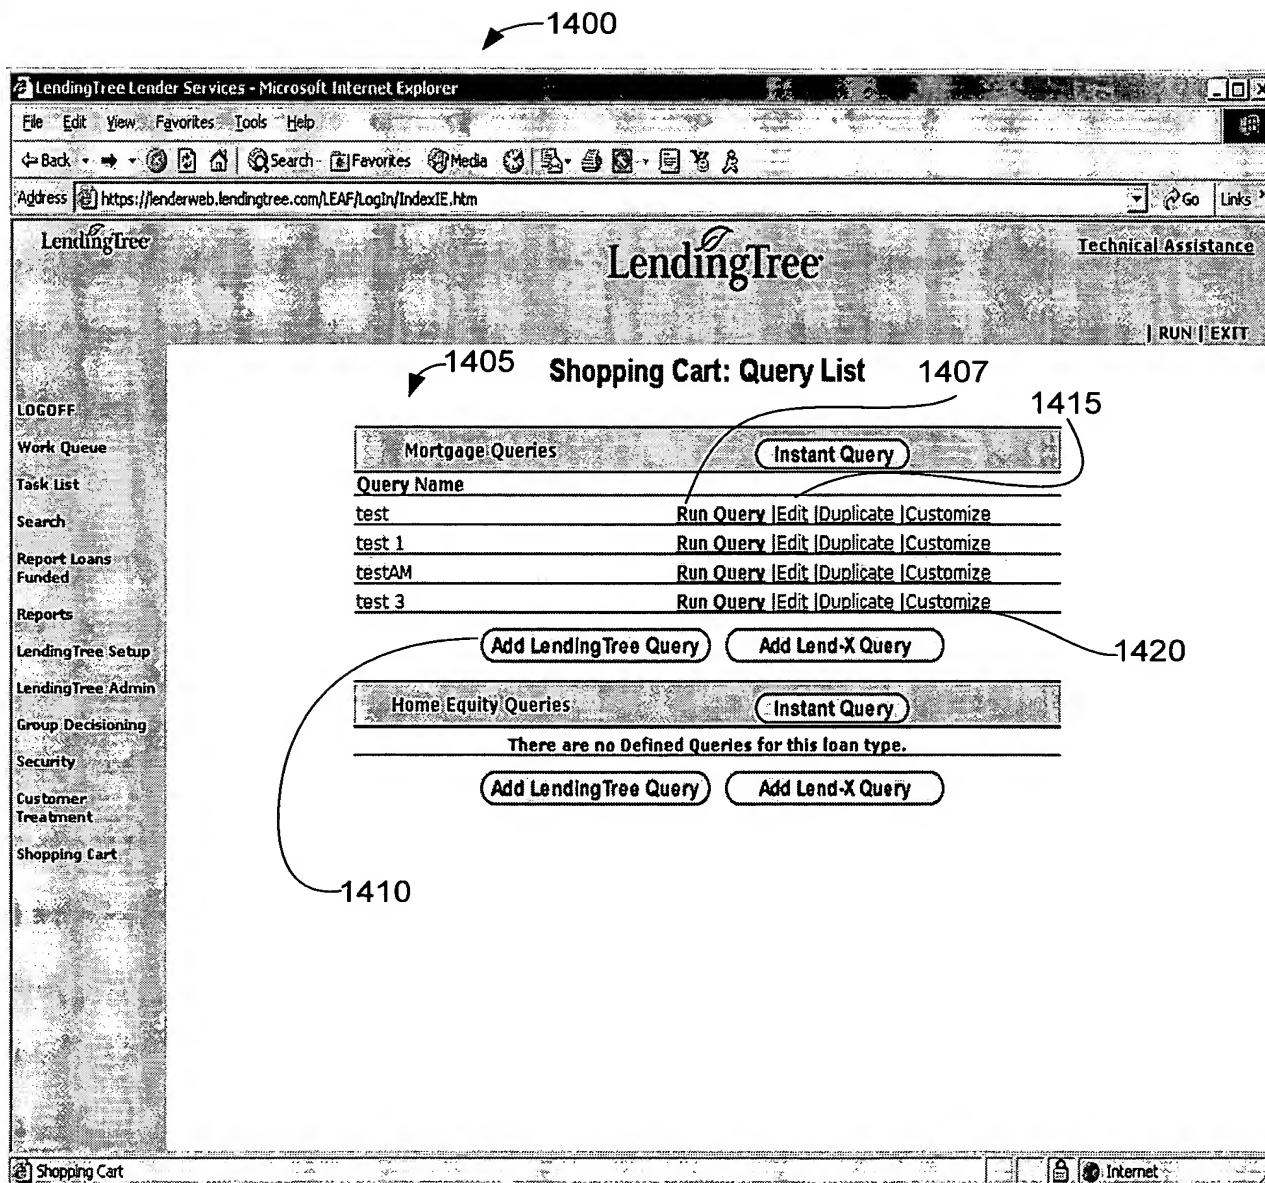 1400
LendingTree Lender Services - Microsoft Internet Explorer
File Edit View Favorites Tools Help
Back Search Favorites Media
Address https://lenderweb.lendingtree.com/LEAF/LogIn/IndexIE.htm Go Links »
LendingTree
LendingTree
Technical Assistance
| RUN | EXIT
1405
Shopping Cart: Query List
1407
1415
LOGOFF
Work Queue
Task List
Search
Report Loans
Funded
Reports
LendingTree Setup
LendingTree Admin
Group Decisioning
Security
Customer
Treatment
Shopping Cart
Mortgage Queries Instant Query
Query Name
test Run Query |Edit |Duplicate |Customize
test 1 Run Query |Edit |Duplicate |Customize
testAM Run Query |Edit |Duplicate |Customize
test 3 Run Query |Edit |Duplicate |Customize
Add LendingTree Query Add Lend-X Query
1420
Home Equity Queries Instant Query
There are no Defined Queries for this loan type.
Add LendingTree Query Add Lend-X Query
1410
Shopping Cart Internet